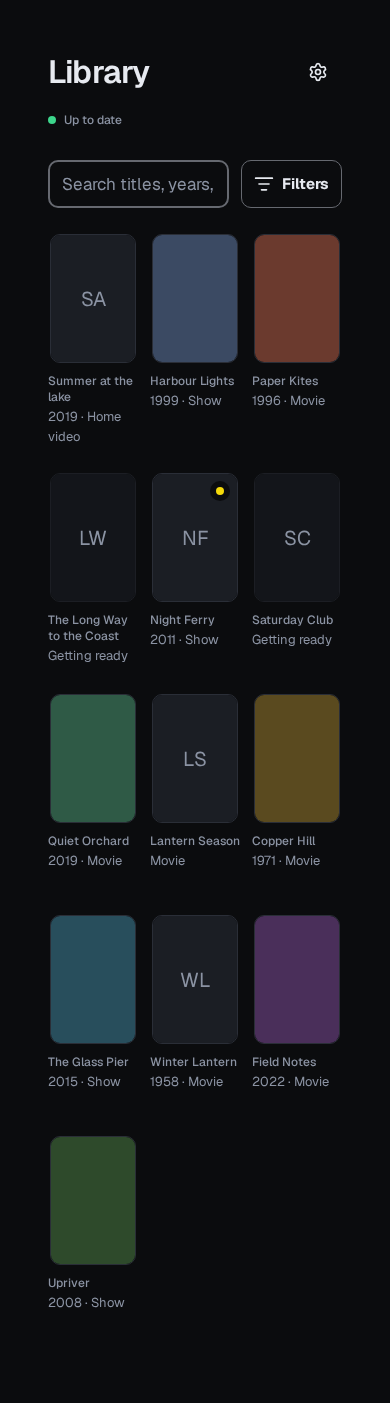 Library
Up to date
Search titles, years,
Filters
SA
Summer at the
lake
2019 · Home
video
Harbour Lights
1999 · Show
Paper Kites
1996 · Movie
LW
The Long Way
to the Coast
Getting ready
NF
Night Ferry
2011 · Show
SC
Saturday Club
Getting ready
Quiet Orchard
2019 · Movie
LS
Lantern Season
Movie
Copper Hill
1971 · Movie
The Glass Pier
2015 · Show
WL
Winter Lantern
1958 · Movie
Field Notes
2022 · Movie
Upriver
2008 · Show